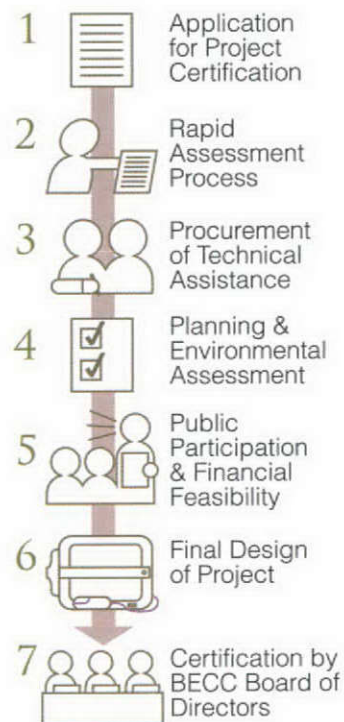 1 Application
for Project
Certification
2 Rapid
Assessment
Process
3 Procurement
of Technical
Assistance
4 Planning &
Environmental
Assessment
5 Public
Participation
& Financial
Feasibility
6 Final Design
of Project
7 Certification by
BECC Board of
Directors